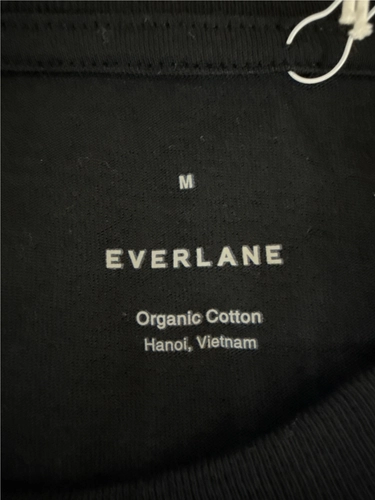 M
EVERLANE
Organic Cotton
Hanoi, Vietnam